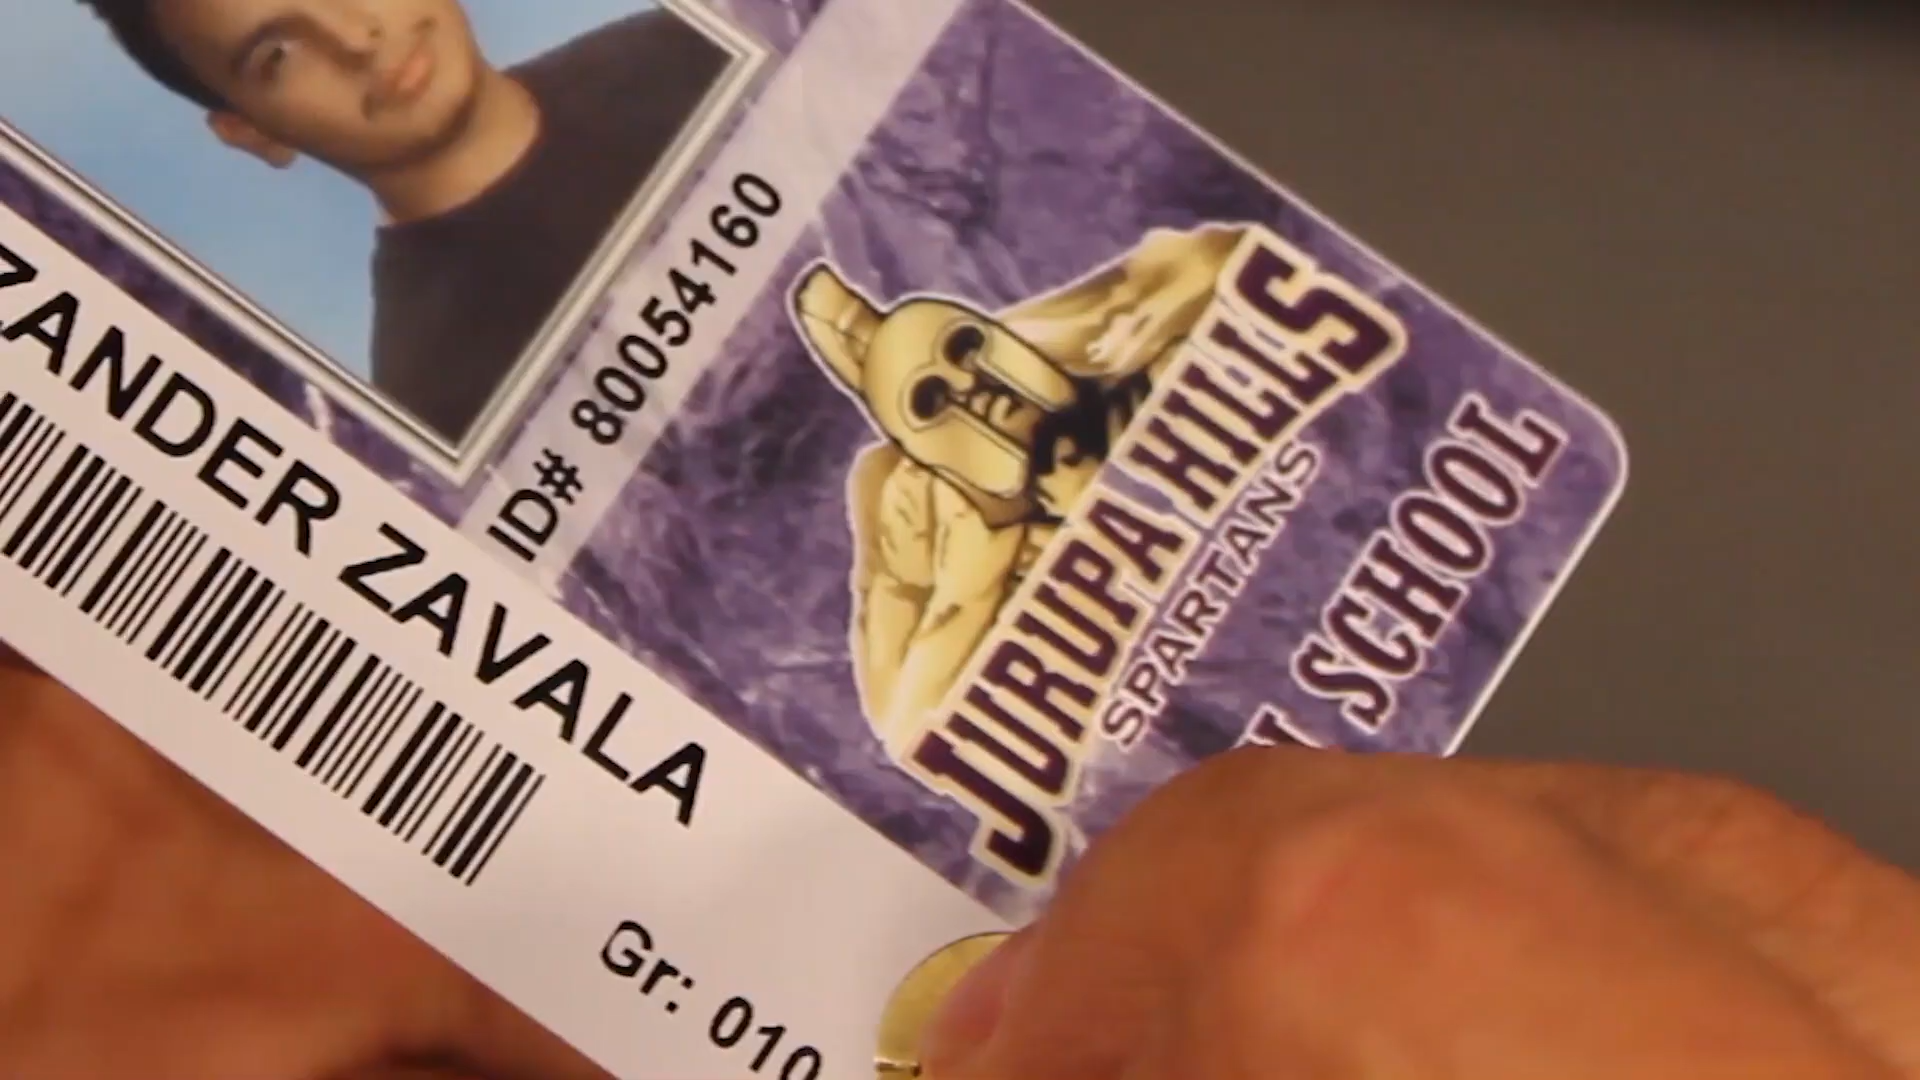 ID# 80054160
JURUPA HILLS
SPARTANS
SCHOOL
ZANDER ZAVALA
Gr: 010